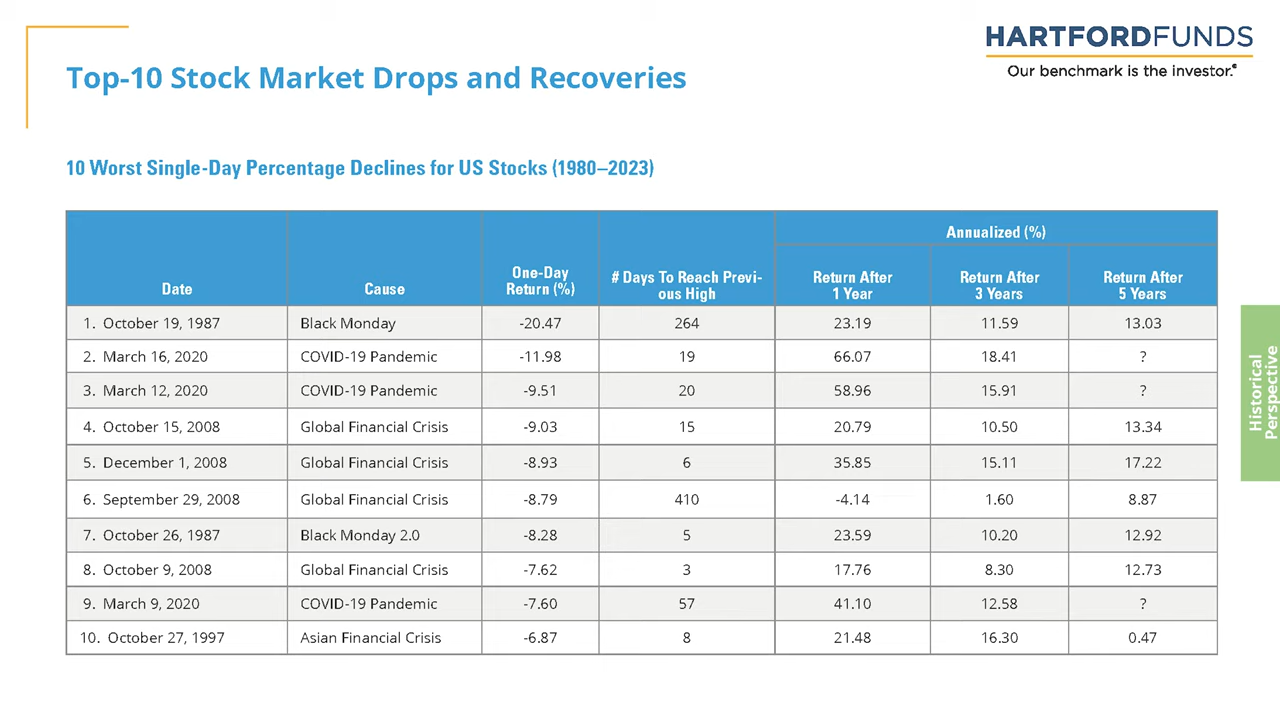 HARTFORDFUNDS
Our benchmark is the investor.®
Top-10 Stock Market Drops and Recoveries
10 Worst Single-Day Percentage Declines for US Stocks (1980–2023)
Annualized (%)
Date Cause One-Day Return (%) # Days To Reach Previ-ous High Return After 1 Year Return After 3 Years Return After 5 Years
1. October 19, 1987 Black Monday -20.47 264 23.19 11.59 13.03
2. March 16, 2020 COVID-19 Pandemic -11.98 19 66.07 18.41 ?
3. March 12, 2020 COVID-19 Pandemic -9.51 20 58.96 15.91 ?
4. October 15, 2008 Global Financial Crisis -9.03 15 20.79 10.50 13.34
5. December 1, 2008 Global Financial Crisis -8.93 6 35.85 15.11 17.22
6. September 29, 2008 Global Financial Crisis -8.79 410 -4.14 1.60 8.87
7. October 26, 1987 Black Monday 2.0 -8.28 5 23.59 10.20 12.92
8. October 9, 2008 Global Financial Crisis -7.62 3 17.76 8.30 12.73
9. March 9, 2020 COVID-19 Pandemic -7.60 57 41.10 12.58 ?
10. October 27, 1997 Asian Financial Crisis -6.87 8 21.48 16.30 0.47
Historical
Perspective